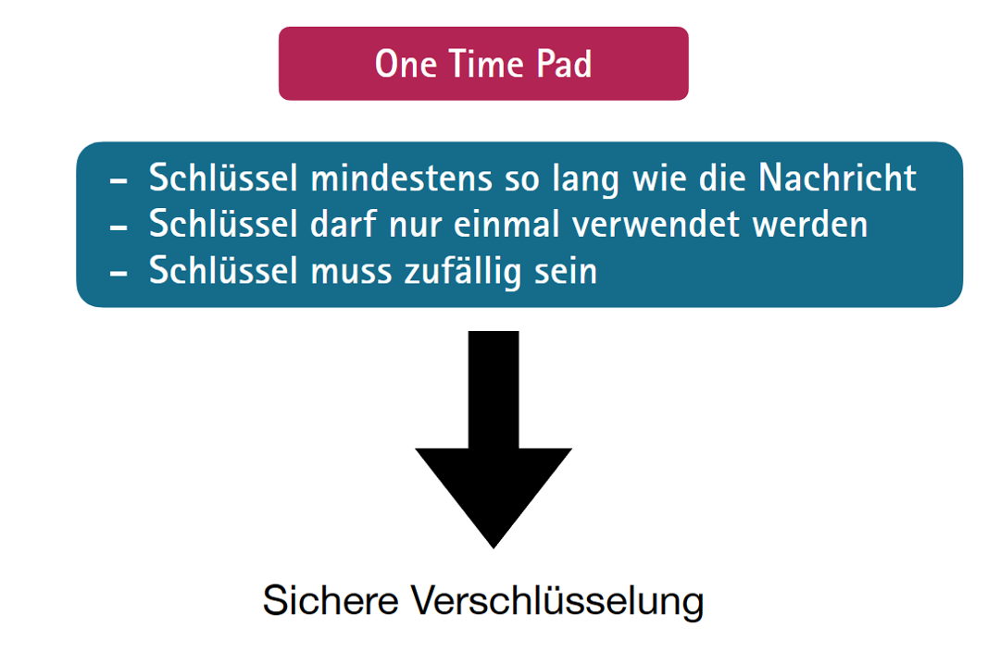 One Time Pad
- Schlüssel mindestens so lang wie die Nachricht
- Schlüssel darf nur einmal verwendet werden
- Schlüssel muss zufällig sein
Sichere Verschlüsselung